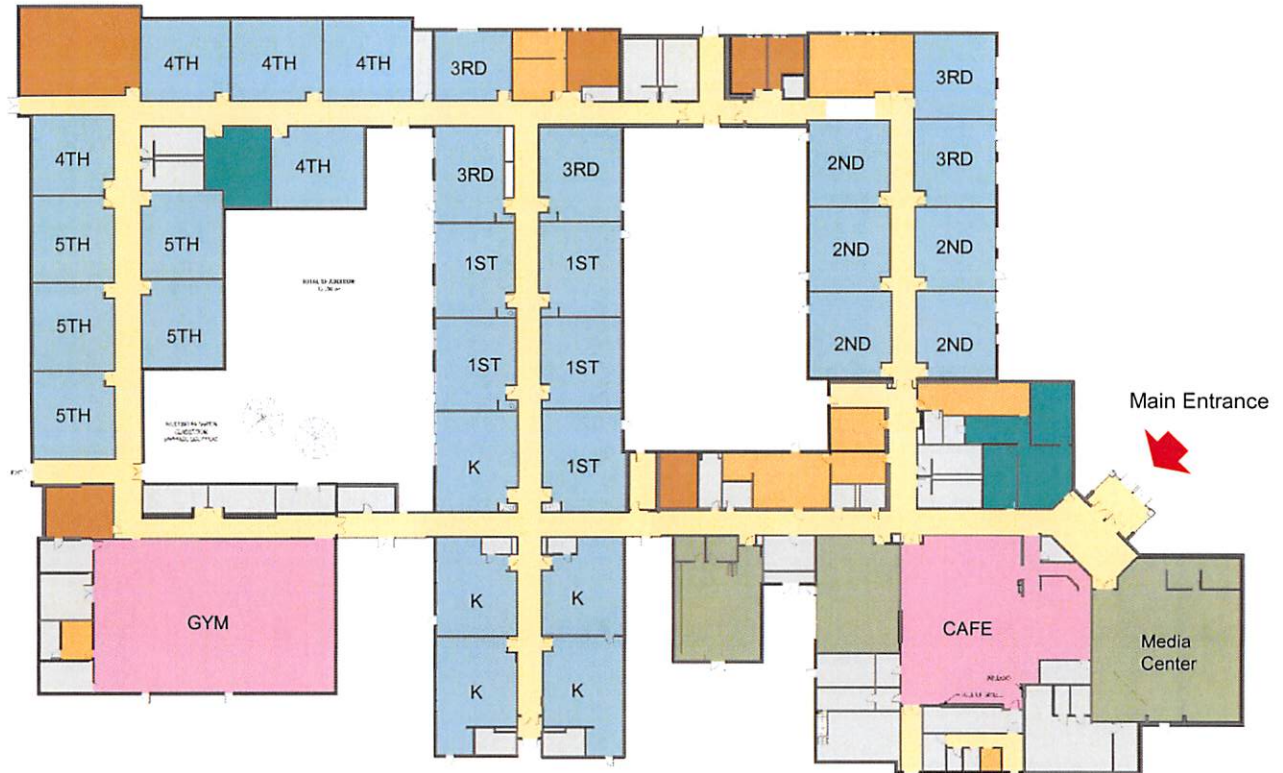 4TH
4TH
4TH
3RD
3RD
4TH
4TH
3RD
3RD
2ND
3RD
5TH
5TH
1ST
1ST
2ND
2ND
5TH
5TH
1ST
1ST
2ND
2ND
5TH
K
1ST
Main Entrance
K
K
GYM
CAFE
Media
Center
K
K